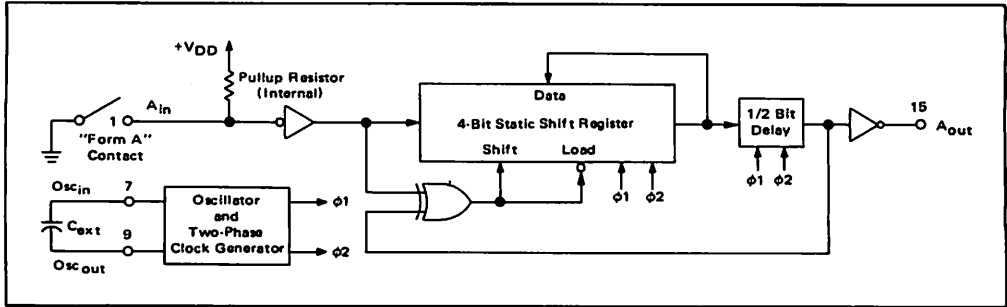 +VDD
Pullup Resistor
(Internal)
Ain
1
"Form A"
Contact
Data
4-Bit Static Shift Register
Shift
Load
ϕ1
ϕ2
1/2 Bit
Delay
ϕ1
ϕ2
15
Aout
Oscin
7
Cext
9
Oscout
Oscillator
and
Two-Phase
Clock Generator
ϕ1
ϕ2